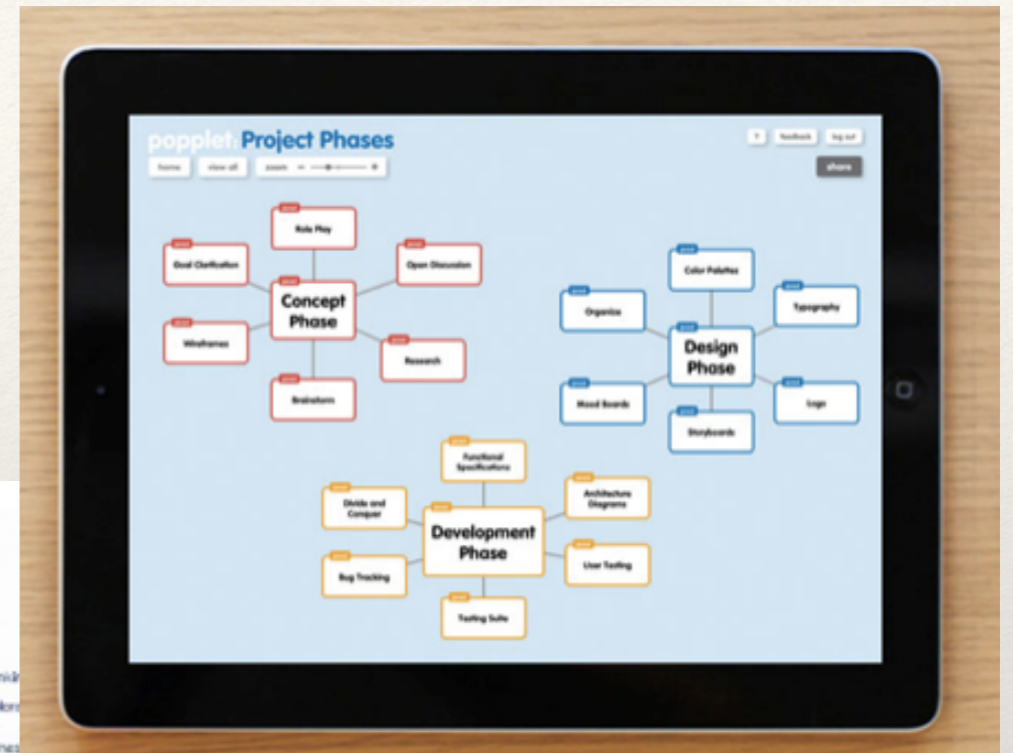 popplet: Project Phases
? feedback log out
home view all zoom - +
share
Role Play
Goal Clarification
Open Discussion
Concept
Phase
Wireframes
Research
Brainstorm
Color Palettes
Organize
Typography
Design
Phase
Mood Boards
Logo
Storyboards
Functional
Specifications
Divide and
Conquer
Architecture
Diagrams
Development
Phase
Bug Tracking
User Testing
Testing Suite